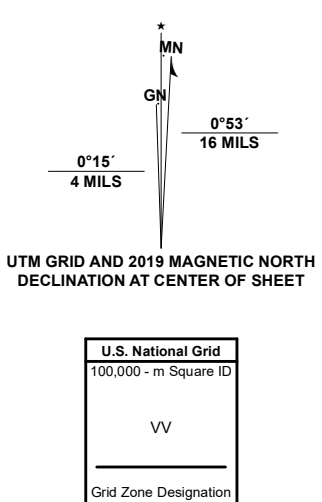 ★
MN
GN
0°53´
16 MILS
0°15´
4 MILS
UTM GRID AND 2019 MAGNETIC NORTH
DECLINATION AT CENTER OF SHEET
U.S. National Grid
100,000 - m Square ID
VV
Grid Zone Designation